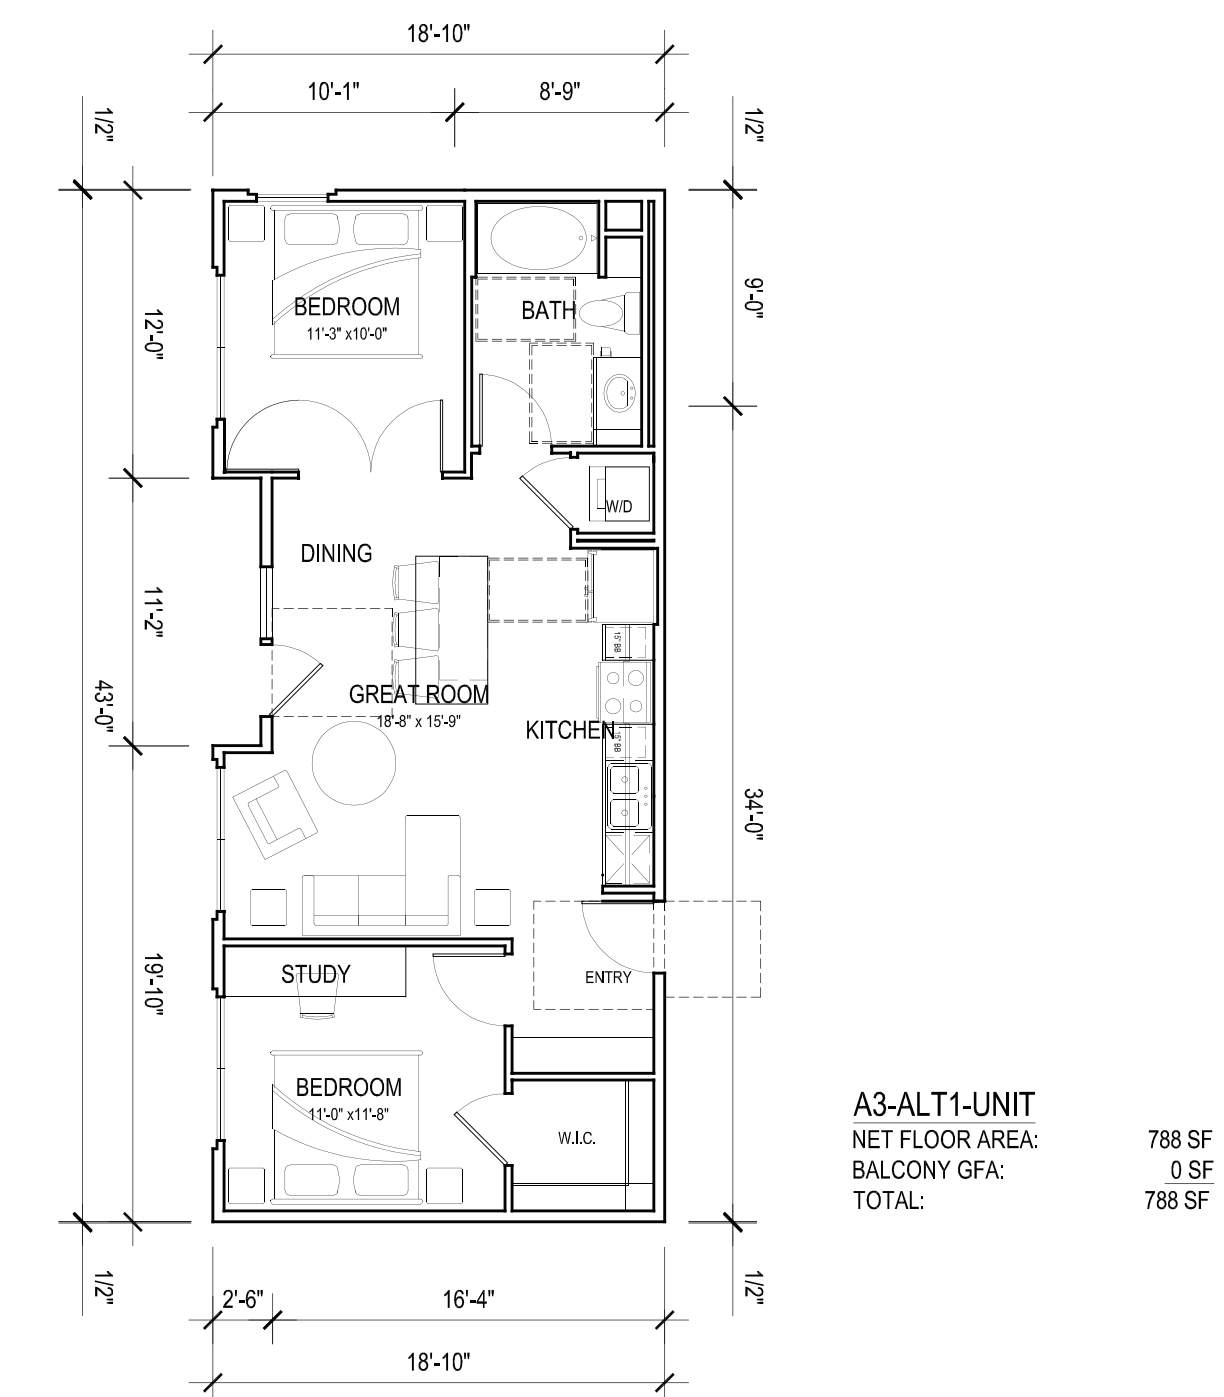 18'-10"
10'-1"
8'-9"
1/2"
1/2"
9'-0"
12'-0"
BEDROOM
11'-3" x10'-0"
BATH
W/D
DINING
11'-2"
15" BB
43'-0"
GREAT ROOM
18'-8" x 15'-9"
KITCHEN
15" BB
34'-0"
19'-10"
STUDY
ENTRY
BEDROOM
11'-0" x11'-8"
W.I.C.
A3-ALT1-UNIT
NET FLOOR AREA: 788 SF
BALCONY GFA: 0 SF
TOTAL: 788 SF
1/2"
1/2"
2'-6"
16'-4"
18'-10"